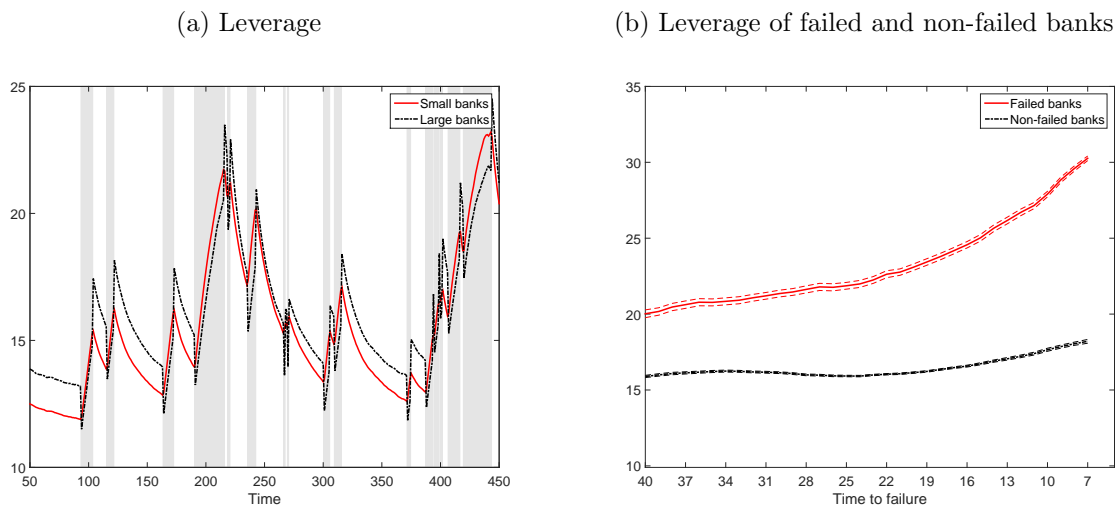 (a) Leverage
25
20
15
10
50 100 150 200 250 300 350 400 450
Time
Small banks
Large banks
(b) Leverage of failed and non-failed banks
35
30
25
20
15
10
40 37 34 31 28 25 22 19 16 13 10 7
Time to failure
Failed banks
Non-failed banks